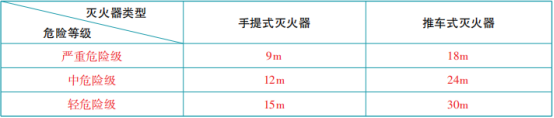 灭火器类型
危险等级
手提式灭火器
推车式灭火器
严重危险级 9m 18m
中危险级 12m 24m
轻危险级 15m 30m